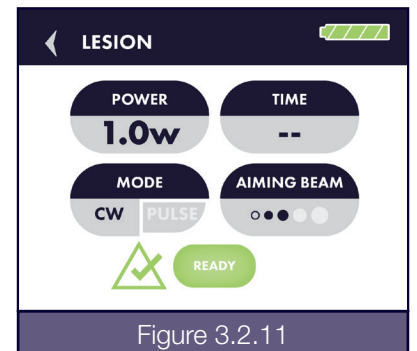 LESION
POWER TIME
1.0w --
MODE AIMING BEAM
CW PULSE
READY
Figure 3.2.11